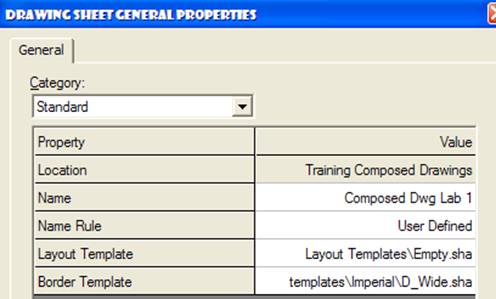 DRAWING SHEET GENERAL PROPERTIES
General
Category:
Standard
Property Value
Location Training Composed Drawings
Name Composed Dwg Lab 1
Name Rule User Defined
Layout Template Layout Templates\Empty.sha
Border Template templates\Imperial\D_Wide.sha